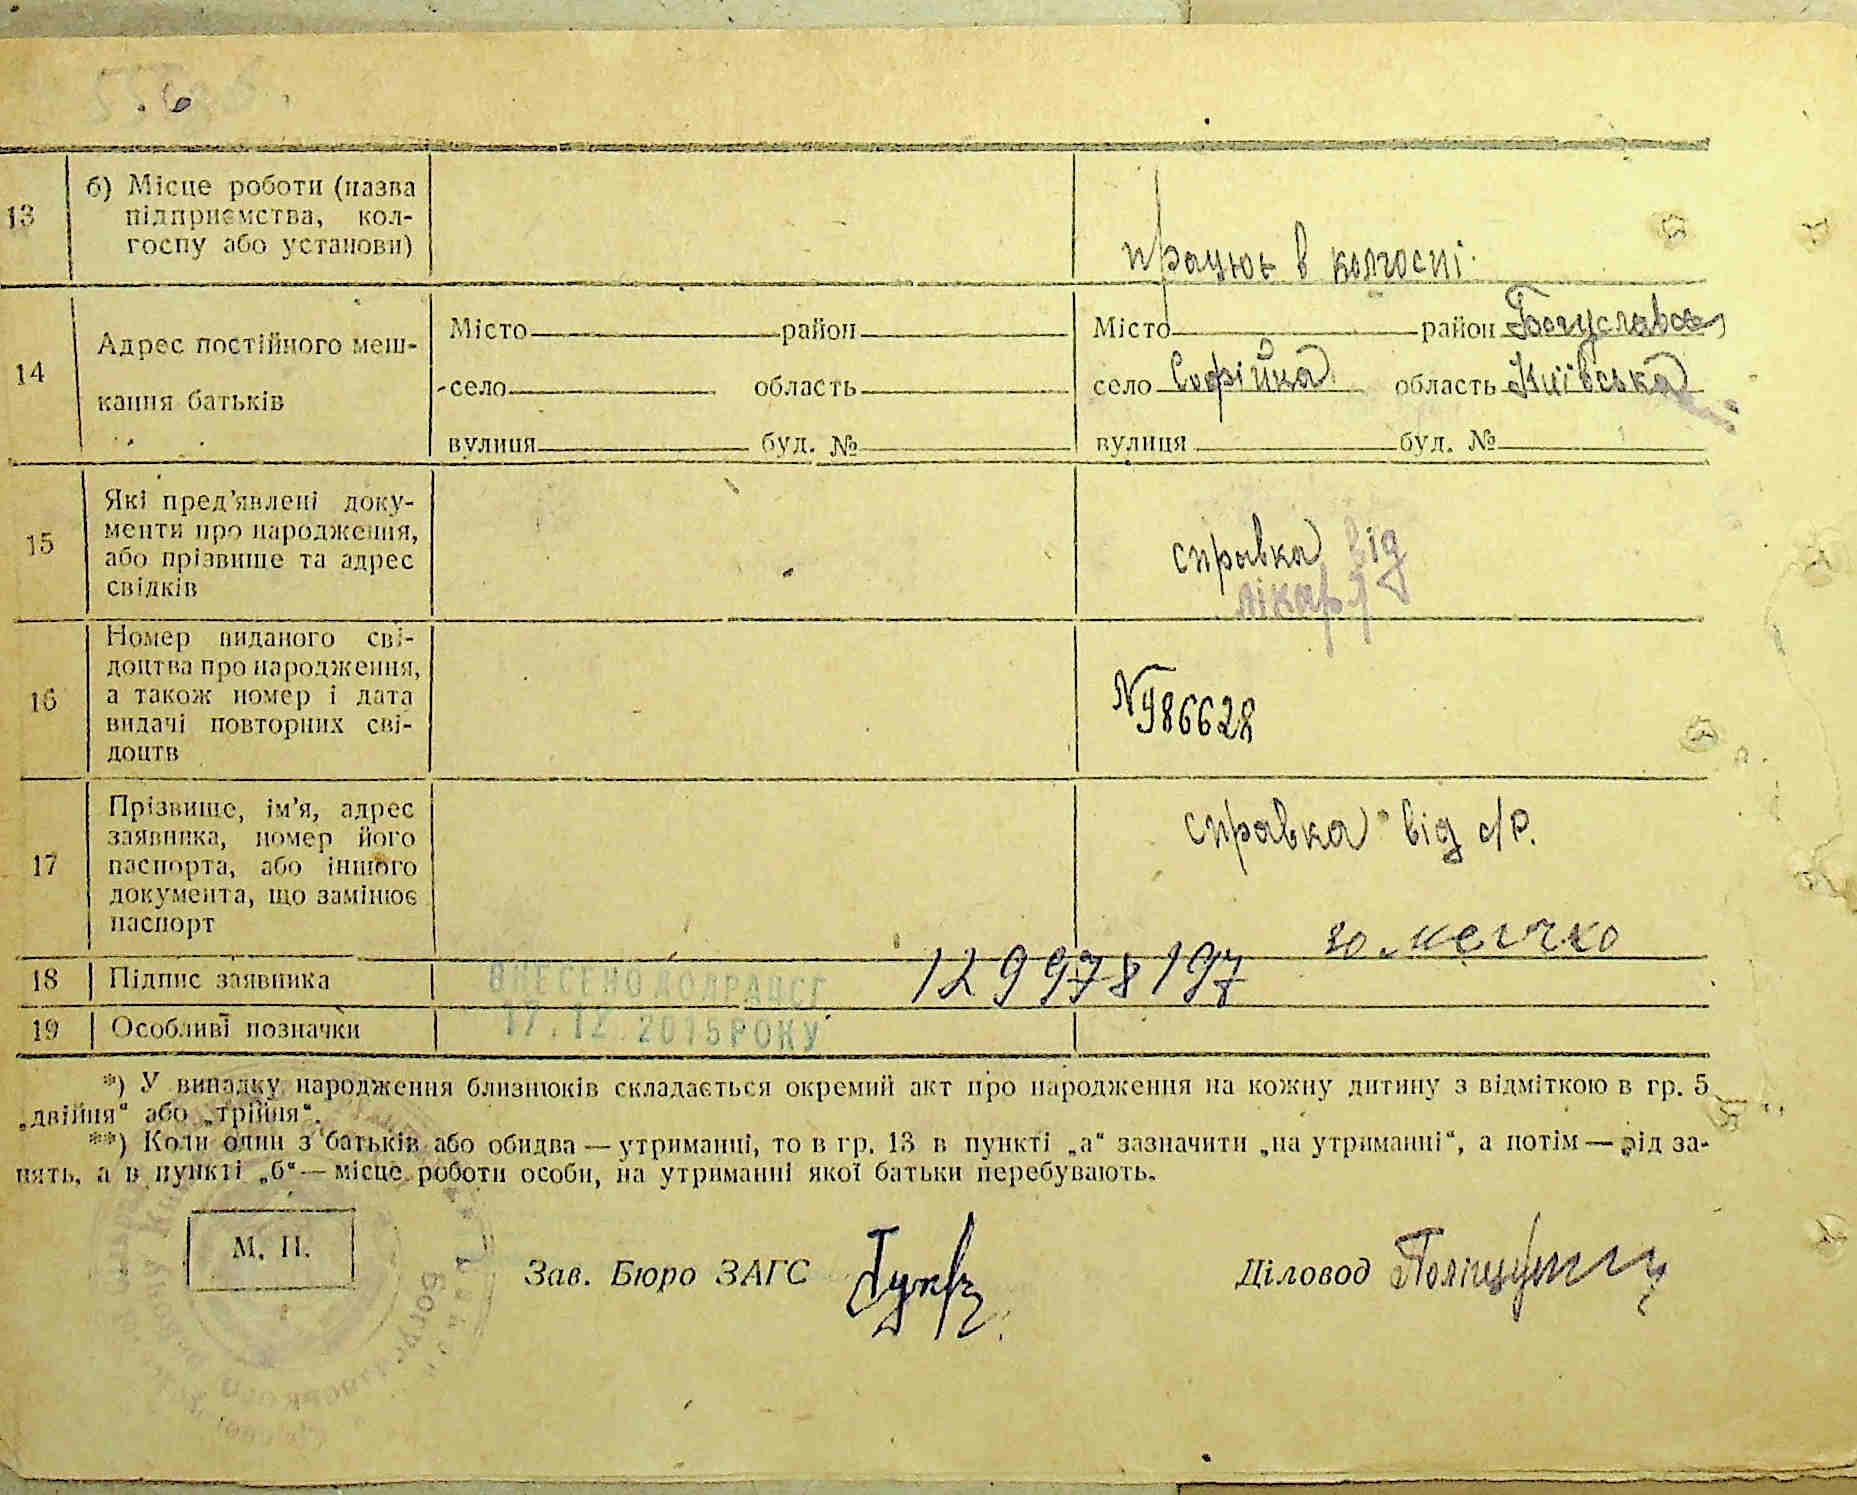 13
б) Місце роботи (назва
підприємства, кол-
госпу або установи)
працює в колгоспі.
14
Адрес постійного меш-
кання батьків
Місто район
село область
вулиця буд. №
Місто район Богуславськ
село Софійка область Київська
вулиця буд. №
15
Які пред'явлені доку-
менти про народження,
або прізвище та адрес
свідків
справка від
лікаря
16
Номер виданого сві-
доцтва про народження,
а також номер і дата
видачі повторних сві-
доцтв
№986628
17
Прізвище, ім'я, адрес
заявника, номер його
паспорта, або іншого
документа, що замінює
паспорт
справка від с/р.
18
Підпис заявника
ВНЕСЕНО ДО ДРАЦСГ
129978197
19
Особливі позначки
17.12.2015 РОКУ
*) У випадку народження близнюків складається окремий акт про народження на кожну дитину з відміткою в гр. 5
„двійня“ або „трійня“.
**) Коли один з батьків або обидва — утриманці, то в гр. 13 в пункті „а“ зазначити „на утриманні“, а потім — рід за-
нять, а в пункті „б“ — місце роботи особи, на утриманні якої батьки перебувають.
М. П.
Зав. Бюро ЗАГС
Діловод